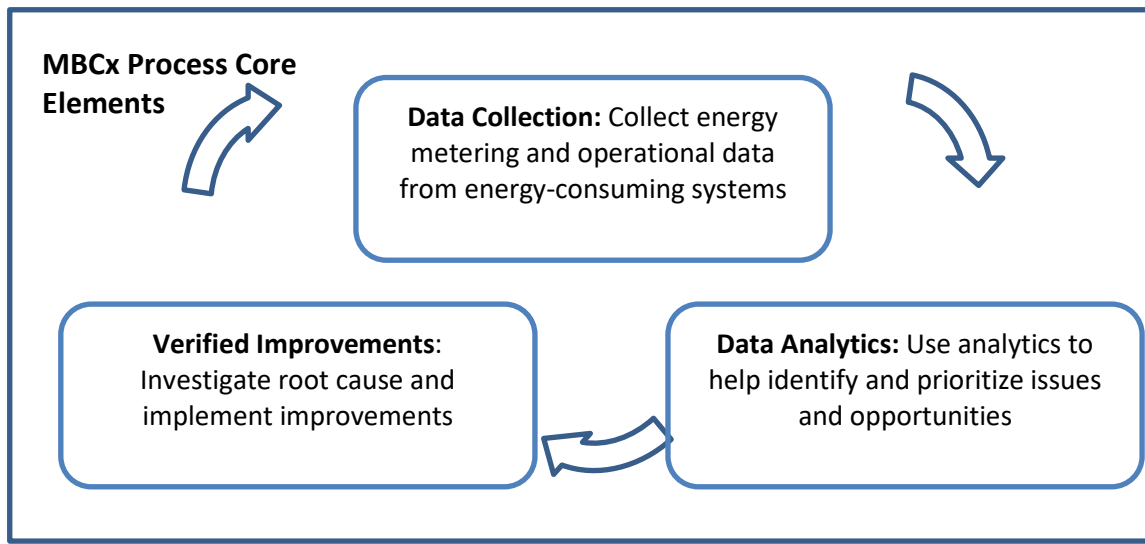 MBCx Process Core
Elements
Data Collection: Collect energy
metering and operational data
from energy-consuming systems
Verified Improvements:
Investigate root cause and
implement improvements
Data Analytics: Use analytics to
help identify and prioritize issues
and opportunities